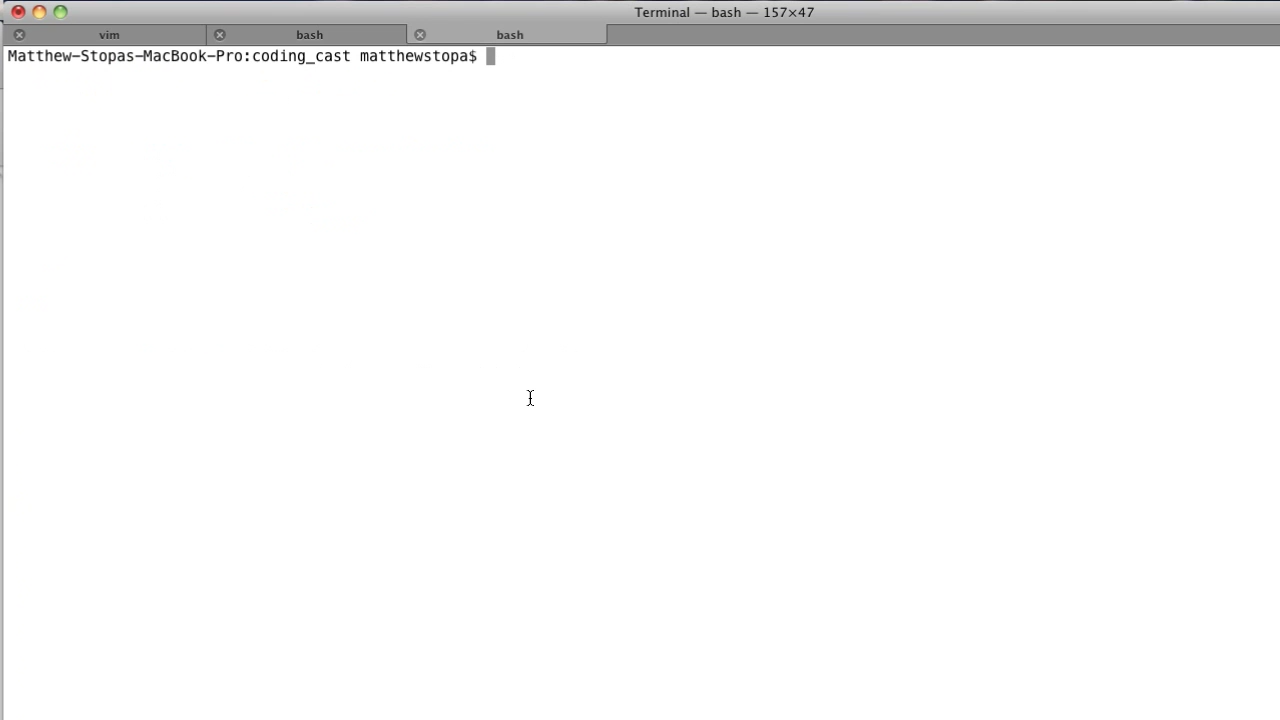 Terminal — bash — 157×47
vim bash bash
Matthew-Stopas-MacBook-Pro:coding_cast matthewstopa$